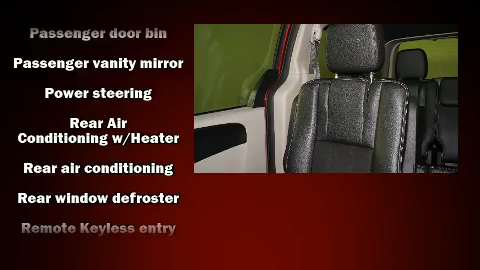 Passenger door bin
Passenger vanity mirror
Power steering
Rear Air
Conditioning w/Heater
Rear air conditioning
Rear window defroster
Remote Keyless entry